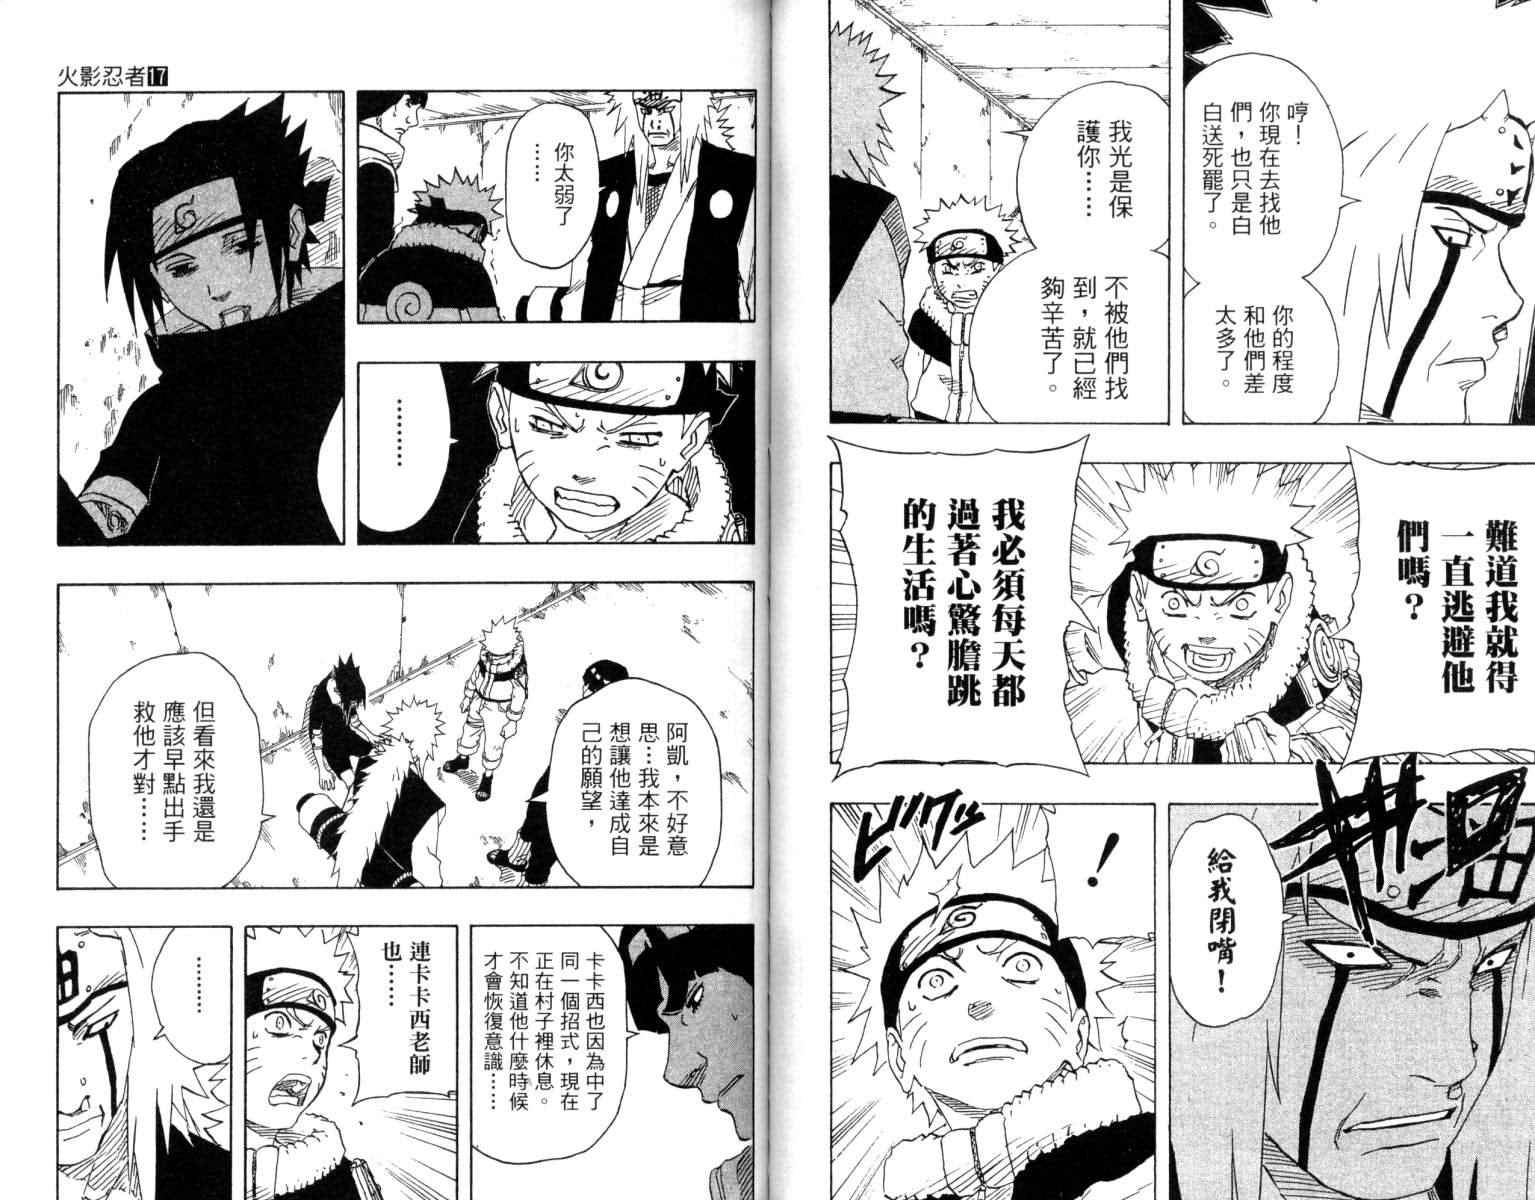 哼！
你現在去找他
們，也只是白
白送死罷了。
你的程度
和他們差
太多了。
我光是保
護你……
不被他們找
到，就已經
夠辛苦了。
難道我就得
一直逃避他
們嗎？
我必須每天都
過著心驚膽跳
的生活嗎？
油
給我閉嘴！
！
火影忍者17
你太弱了
……
………
阿凱，不好意
思…我本來是
想讓他達成自
己的願望，
但看來我還是
應該早點出手
救他才對……
卡卡西也因為中了
同一個招式，現在
正在村子裡休息。
不知道他什麼時候
才會恢復意識……
連卡卡西老師
也……
………